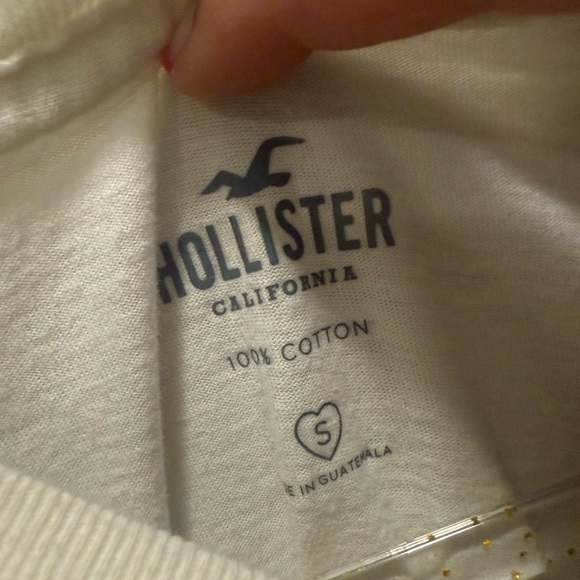 HOLLISTER
CALIFORNIA
100% COTTON
S
E IN GUATEMALA